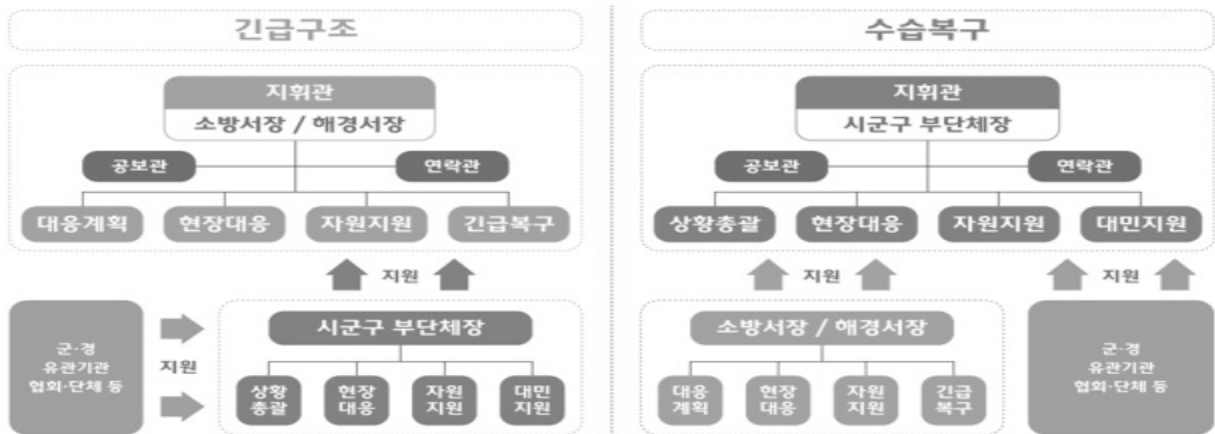 긴급구조
지휘관
소방서장 / 해경서장
공보관
연락관
대응계획
현장대응
자원지원
긴급복구
지원
군·경
유관기관
협회·단체 등
지원
시군구 부단체장
상황
총괄
현장
대응
자원
지원
대민
지원
수습복구
지휘관
시군구 부단체장
공보관
연락관
상황총괄
현장대응
자원지원
대민지원
지원
지원
소방서장 / 해경서장
대응
계획
현장
대응
자원
지원
긴급
복구
군·경
유관기관
협회·단체 등